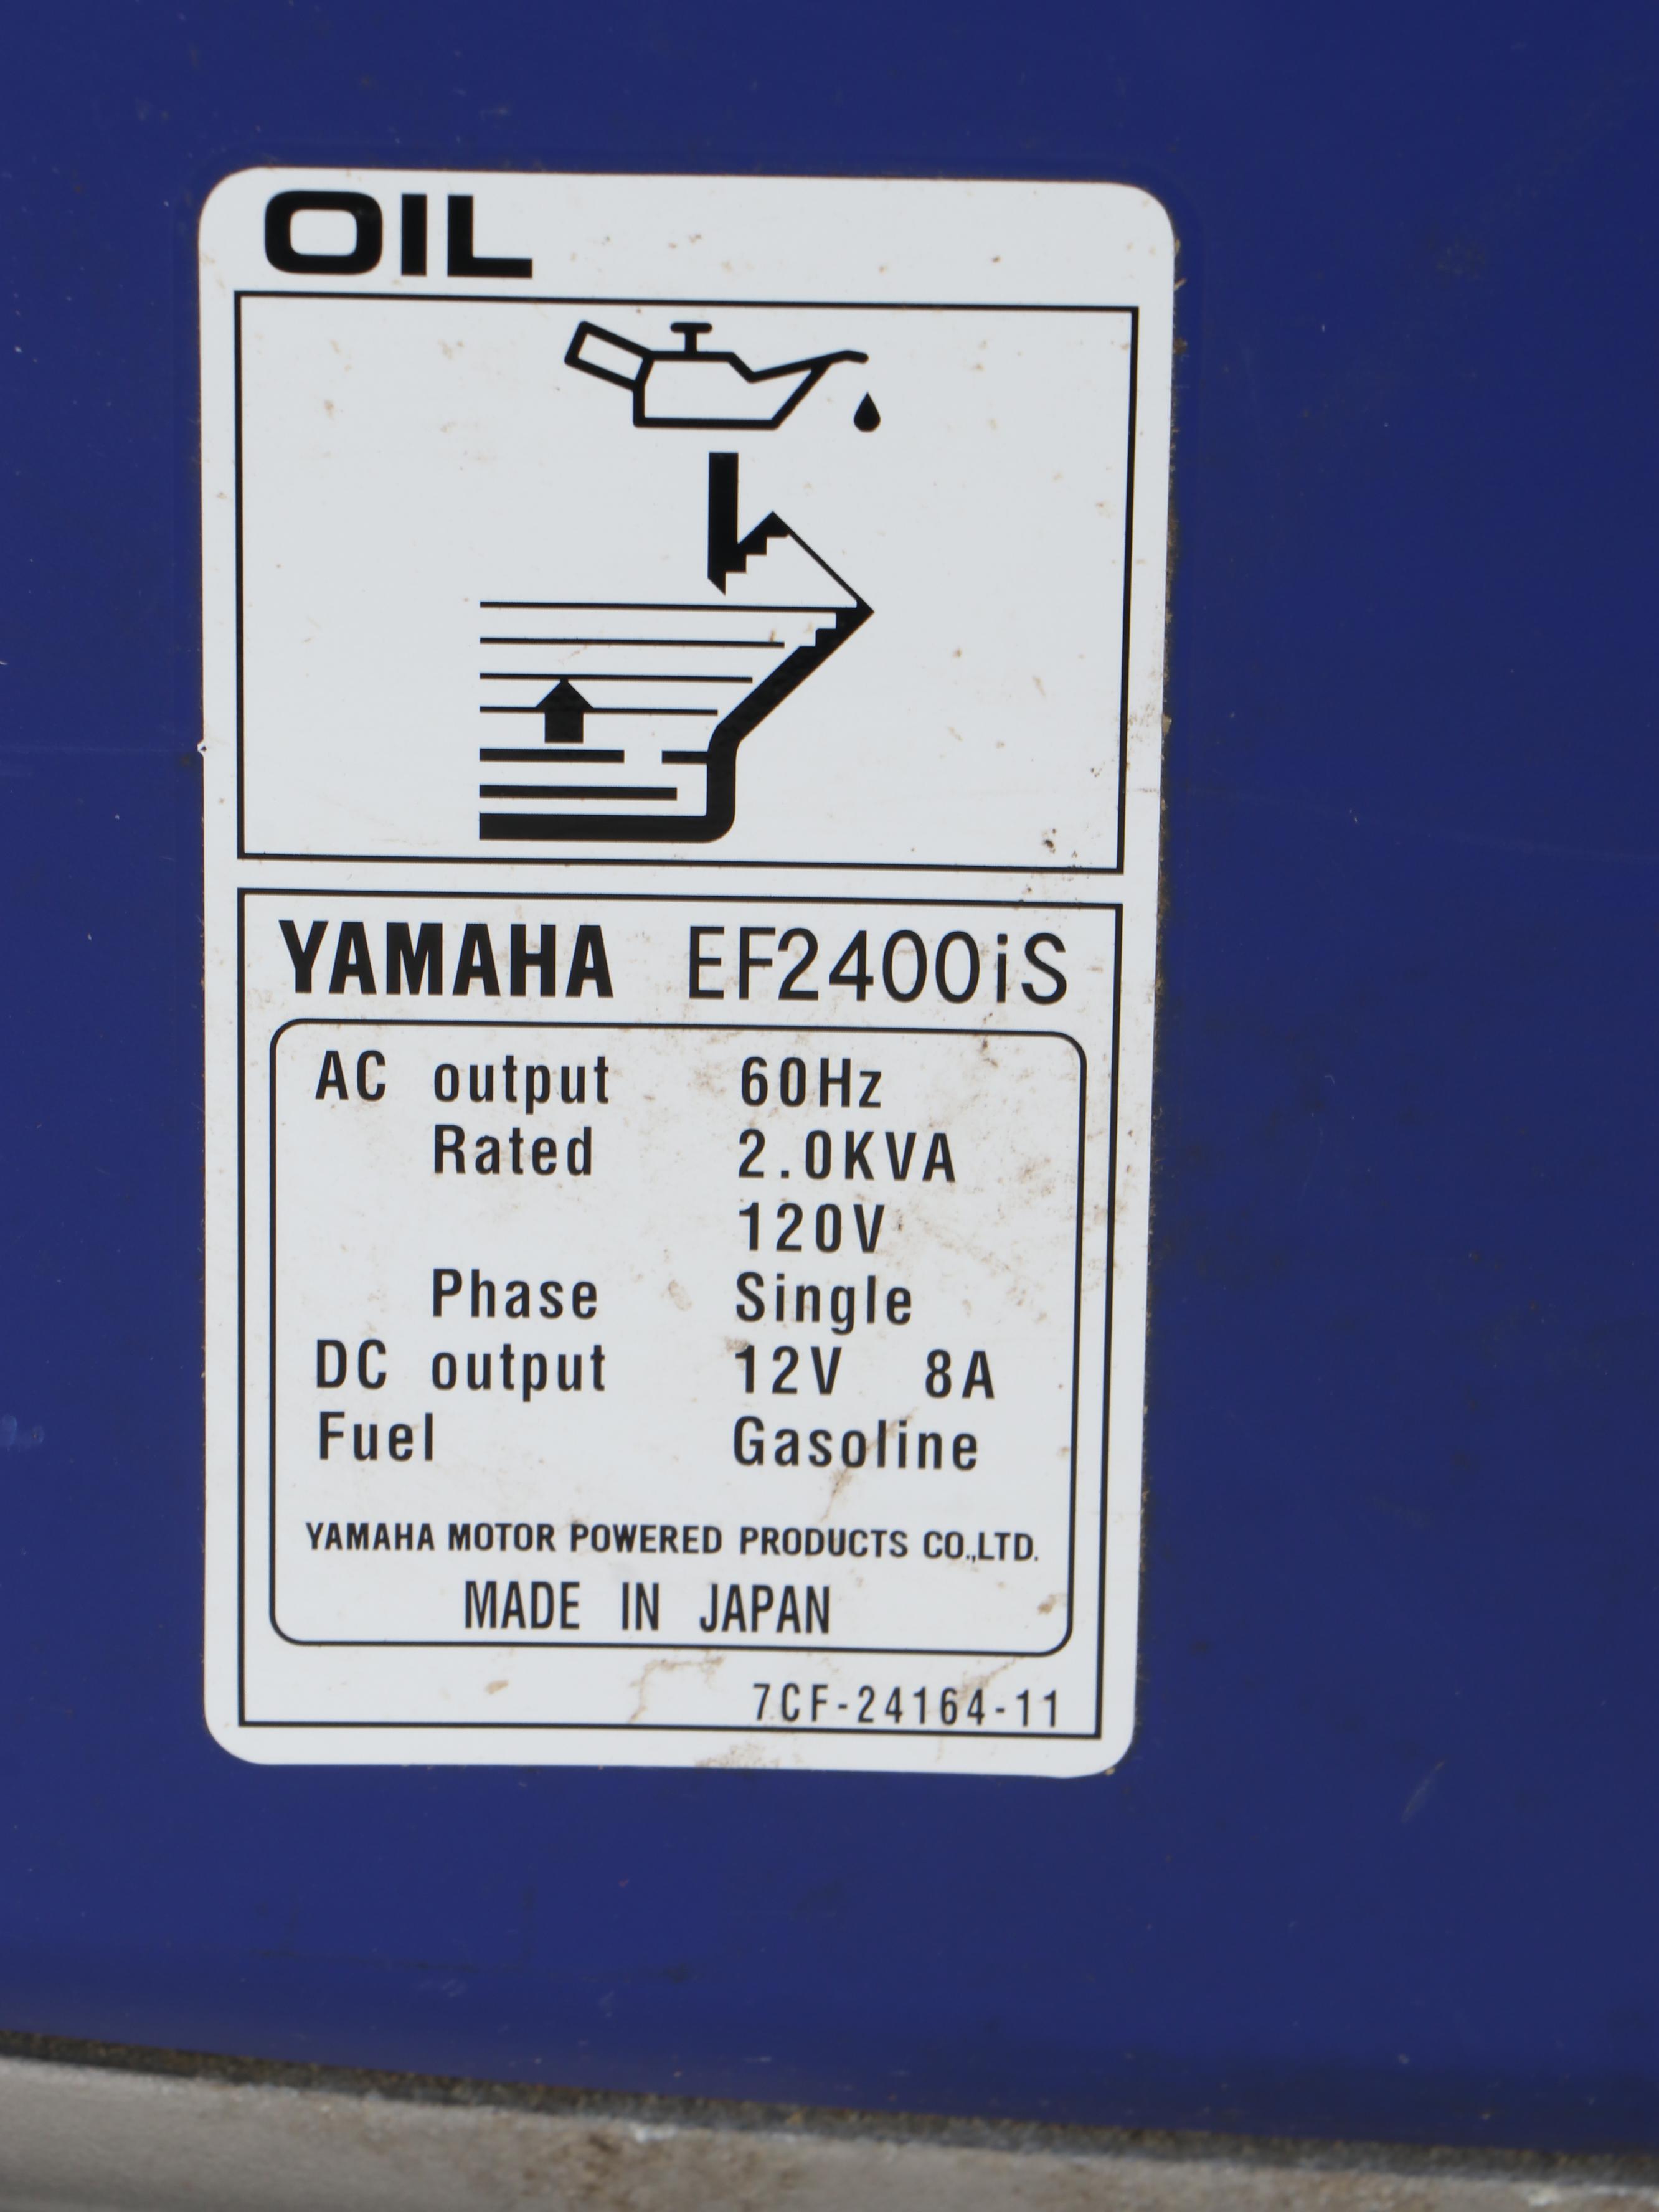 OIL
YAMAHA EF2400iS
AC output 60Hz
Rated 2.0KVA
120V
Phase Single
DC output 12V 8A
Fuel Gasoline
YAMAHA MOTOR POWERED PRODUCTS CO.,LTD.
MADE IN JAPAN
7CF-24164-11